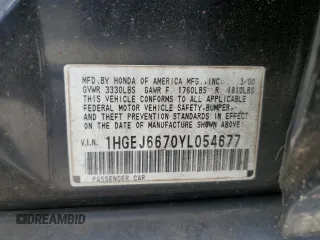 MFD.BY HONDA OF AMERICA MFG.,INC. 3/00
GVWR 3330LBS GAWR F 1760LBS R 1610LBS
THIS VEHICLE CONFORMS TO ALL APPLICABLE
FEDERAL MOTOR VEHICLE SAFETY,BUMPER,
AND THEFT PREVENTION STANDARDS IN EFFECT
ON THE DATE OF MANUFACTURE SHOWN ABOVE.
V.I.N. 1HGEJ6670YL054677
PASSENGER CAR
DREAMBID